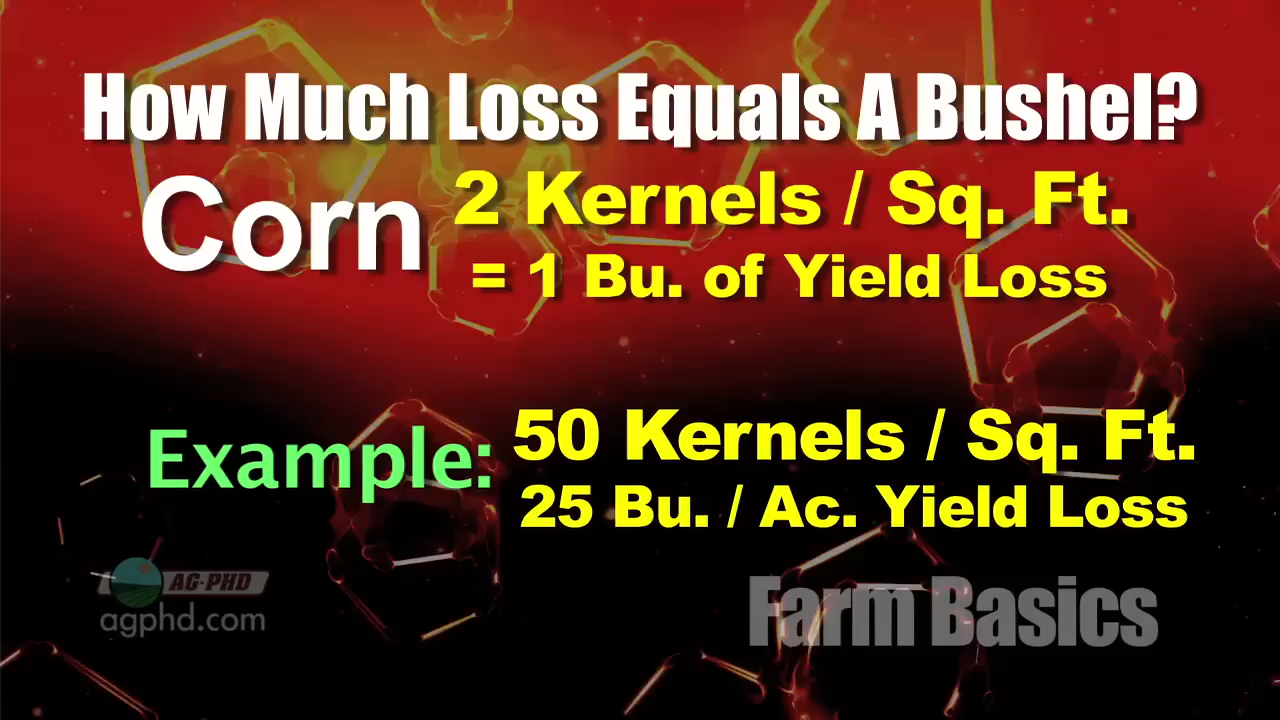 How Much Loss Equals A Bushel?
Corn
2 Kernels / Sq. Ft.
= 1 Bu. of Yield Loss
Example:
50 Kernels / Sq. Ft.
25 Bu. / Ac. Yield Loss
AG-PHD
agphd.com
Farm Basics